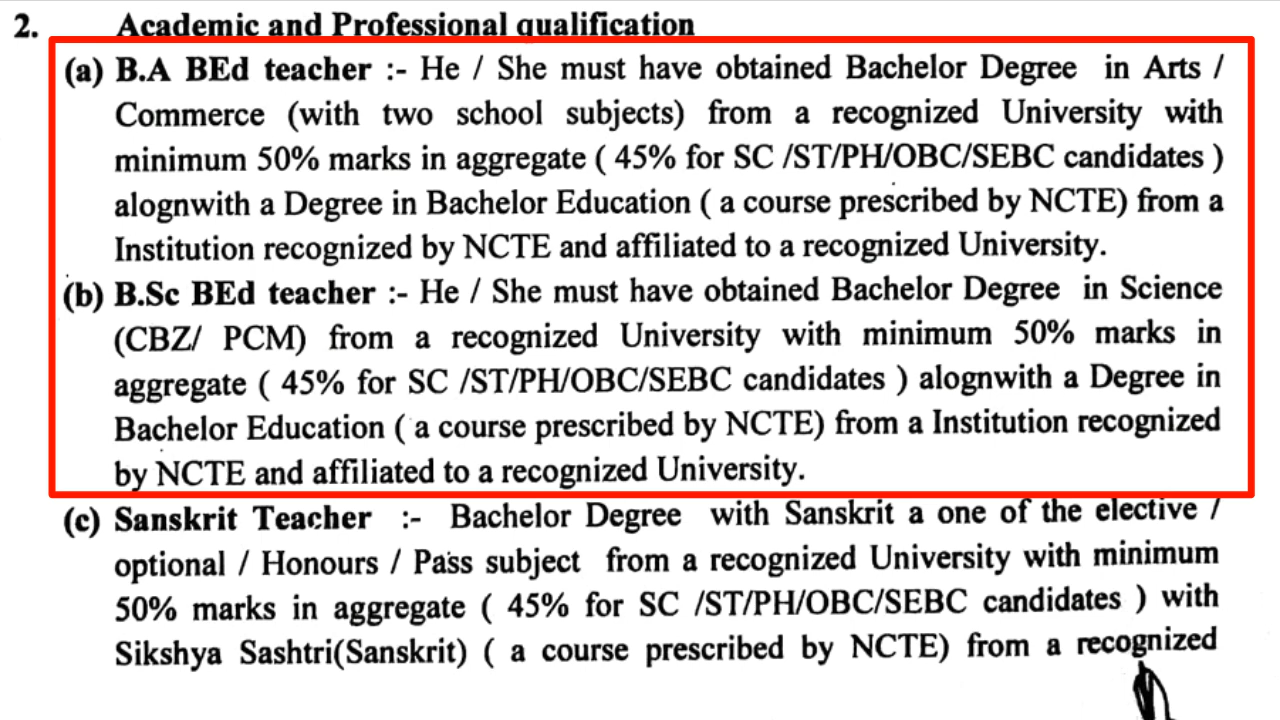 2. Academic and Professional qualification
(a) B.A BEd teacher :- He / She must have obtained Bachelor Degree in Arts /
Commerce (with two school subjects) from a recognized University with
minimum 50% marks in aggregate ( 45% for SC /ST/PH/OBC/SEBC candidates )
alognwith a Degree in Bachelor Education ( a course prescribed by NCTE) from a
Institution recognized by NCTE and affiliated to a recognized University.
(b) B.Sc BEd teacher :- He / She must have obtained Bachelor Degree in Science
(CBZ/ PCM) from a recognized University with minimum 50% marks in
aggregate ( 45% for SC /ST/PH/OBC/SEBC candidates ) alognwith a Degree in
Bachelor Education ( a course prescribed by NCTE) from a Institution recognized
by NCTE and affiliated to a recognized University.
(c) Sanskrit Teacher :- Bachelor Degree with Sanskrit a one of the elective /
optional / Honours / Pass subject from a recognized University with minimum
50% marks in aggregate ( 45% for SC /ST/PH/OBC/SEBC candidates ) with
Sikshya Sashtri(Sanskrit) ( a course prescribed by NCTE) from a recognized